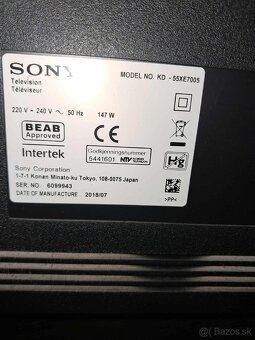 SONY
Television
Téléviseur
MODEL NO. KD - 55XE7005
220 V ~ 240 V ~ 50 Hz 147 W
BEAB
Approved
Intertek
CE
Godkjenningsnummer
5441601
Hg
Sony Corporation
1-7-1 Konan Minato-ku Tokyo, 108-0075 Japan
SER. NO. 6099943
DATE OF MANUFACTURE 2018/07
>PP<
Bazos.sk